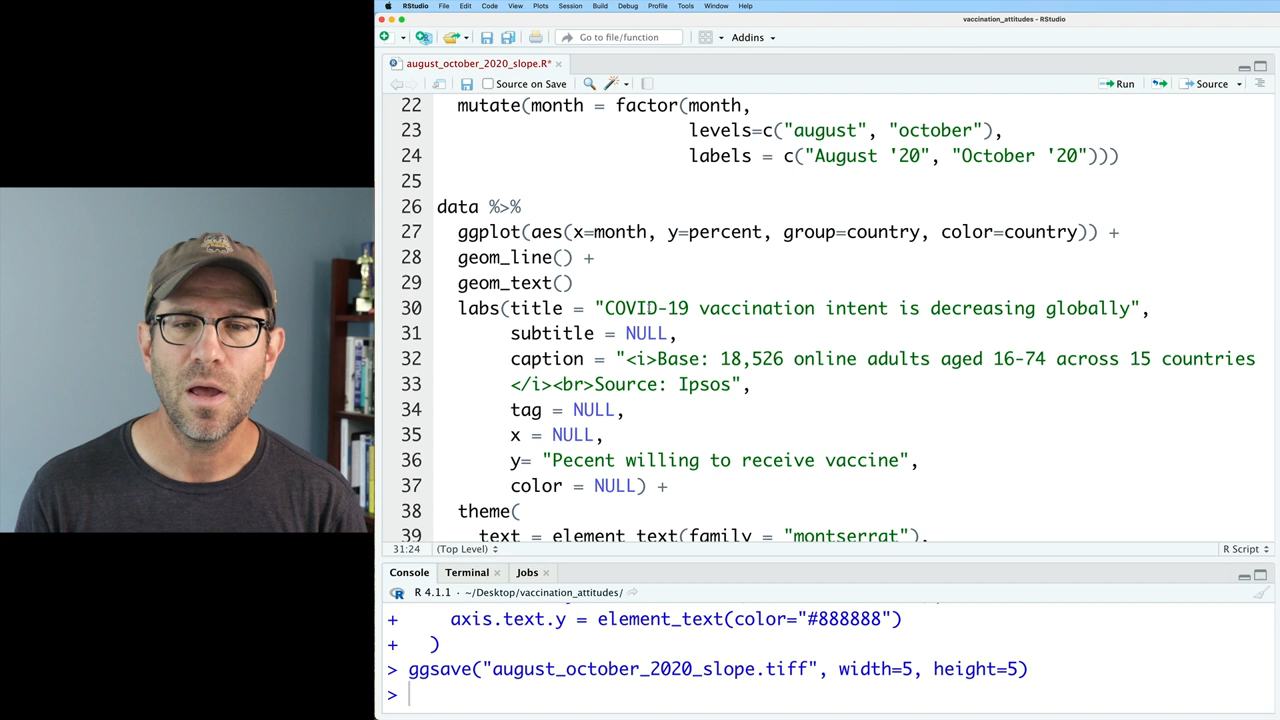 RStudio File Edit Code View Plots Session Build Debug Profile Tools Window Help
vaccination_attitudes - RStudio
Go to file/function Addins
august_october_2020_slope.R*
Source on Save Run Source
22 mutate(month = factor(month,
23 levels=c("august", "october"),
24 labels = c("August '20", "October '20")))
25
26 data %>%
27 ggplot(aes(x=month, y=percent, group=country, color=country)) +
28 geom_line() +
29 geom_text()
30 labs(title = "COVID-19 vaccination intent is decreasing globally",
31 subtitle = NULL,
32 caption = "<i>Base: 18,526 online adults aged 16-74 across 15 countries
33 </i><br>Source: Ipsos",
34 tag = NULL,
35 x = NULL,
36 y= "Pecent willing to receive vaccine",
37 color = NULL) +
38 theme(
39 text = element_text(family = "montserrat"),
31:24 (Top Level) R Script
Console Terminal Jobs
R 4.1.1 · ~/Desktop/vaccination_attitudes/
+ axis.text.y = element_text(color="#888888")
+ )
> ggsave("august_october_2020_slope.tiff", width=5, height=5)
>